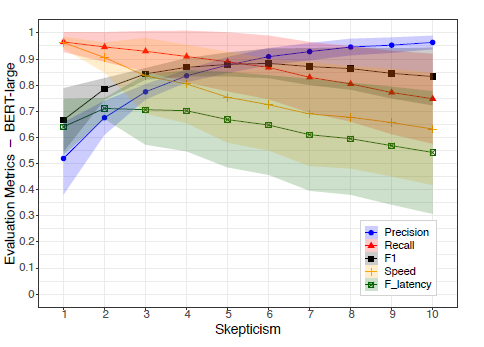 Evaluation Metrics – BERT-large
1
0.9
0.8
0.7
0.6
0.5
0.4
0.3
0.2
0.1
0
1 2 3 4 5 6 7 8 9 10
Skepticism
Precision
Recall
F1
Speed
F_latency